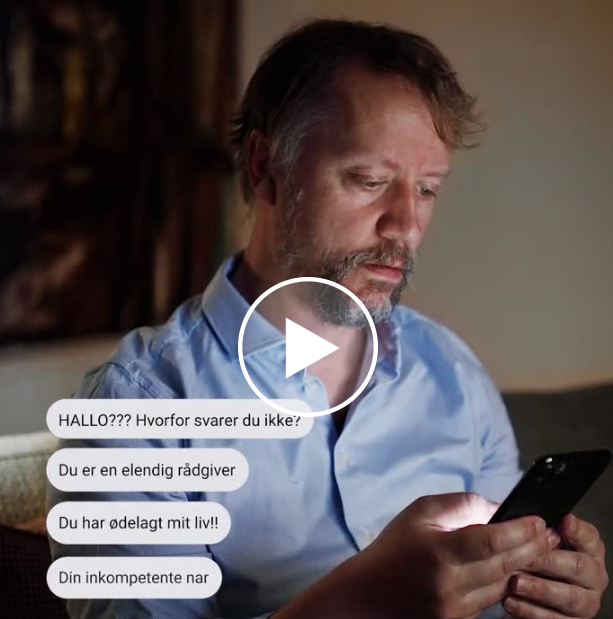 HALLO??? Hvorfor svarer du ikke?
Du er en elendig rådgiver
Du har ødelagt mit liv!!
Din inkompetente nar